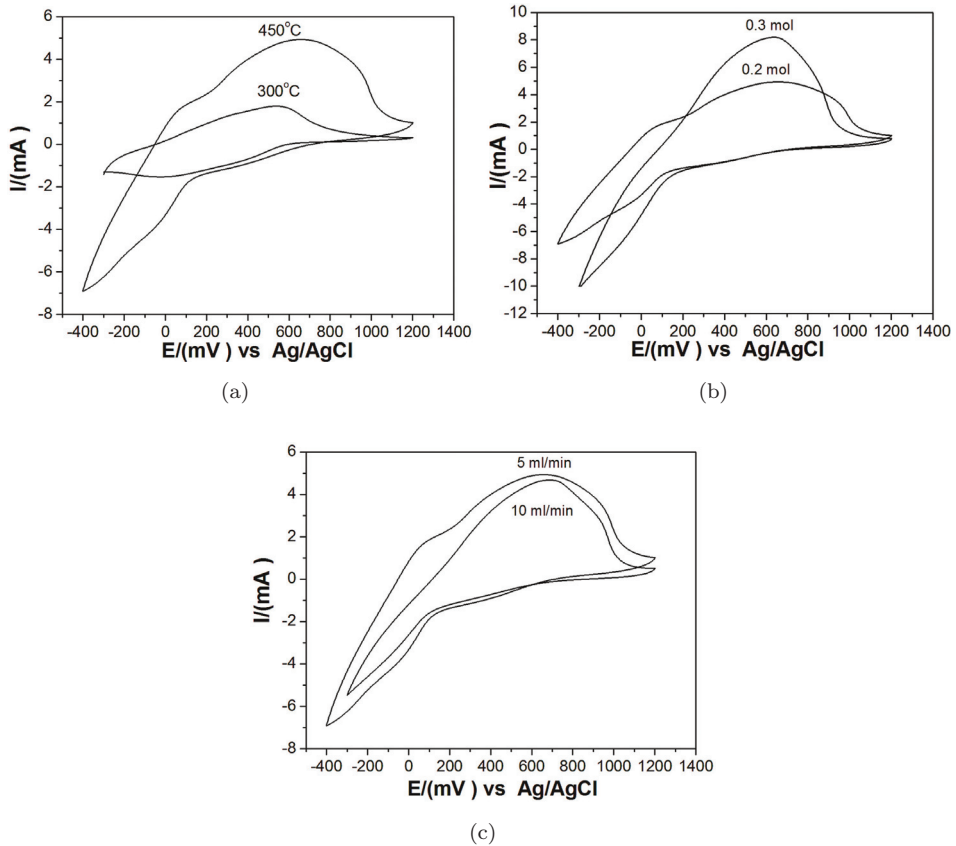 6
4
2
0
-2
-4
-6
-8
I/(mA )
450°C
300°C
-400 -200 0 200 400 600 800 1000 1200 1400
E/(mV ) vs Ag/AgCl
(a)
10
8
6
4
2
0
-2
-4
-6
-8
-10
-12
I/(mA )
0.3 mol
0.2 mol
-400 -200 0 200 400 600 800 1000 1200 1400
E/(mV ) vs Ag/AgCl
(b)
6
4
2
0
-2
-4
-6
-8
I/(mA )
5 ml/min
10 ml/min
-400 -200 0 200 400 600 800 1000 1200 1400
E/(mV ) vs Ag/AgCl
(c)